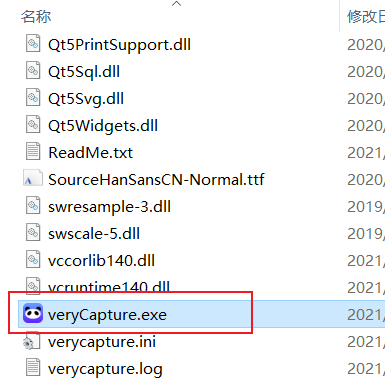 名称 修改日
Qt5PrintSupport.dll 2020/
Qt5Sql.dll 2020/
Qt5Svg.dll 2020/
Qt5Widgets.dll 2020/
ReadMe.txt 2021/
SourceHanSansCN-Normal.ttf 2020/
swresample-3.dll 2019/
swscale-5.dll 2019/
vccorlib140.dll 2021/
vcruntime140.dll 2021/
veryCapture.exe 2021/
verycapture.ini 2021/
verycapture.log 2021/